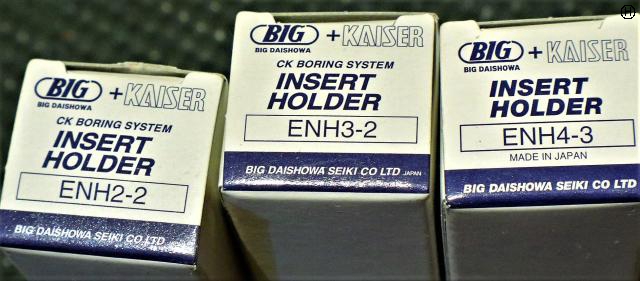 BIG
BIG DAISHOWA
+KAISER
CK BORING SYSTEM
INSERT
HOLDER
ENH2-2
BIG DAISHOWA SEIKI CO LTD
BIG
BIG DAISHOWA
+KAISER
CK BORING SYSTEM
INSERT
HOLDER
ENH3-2
BIG DAISHOWA SEIKI CO LTD JAPAN
BIG
BIG DAISHOWA
+KAISER
INSERT
HOLDER
ENH4-3
MADE IN JAPAN
BIG DAISHOWA SEIKI CO LTD
H